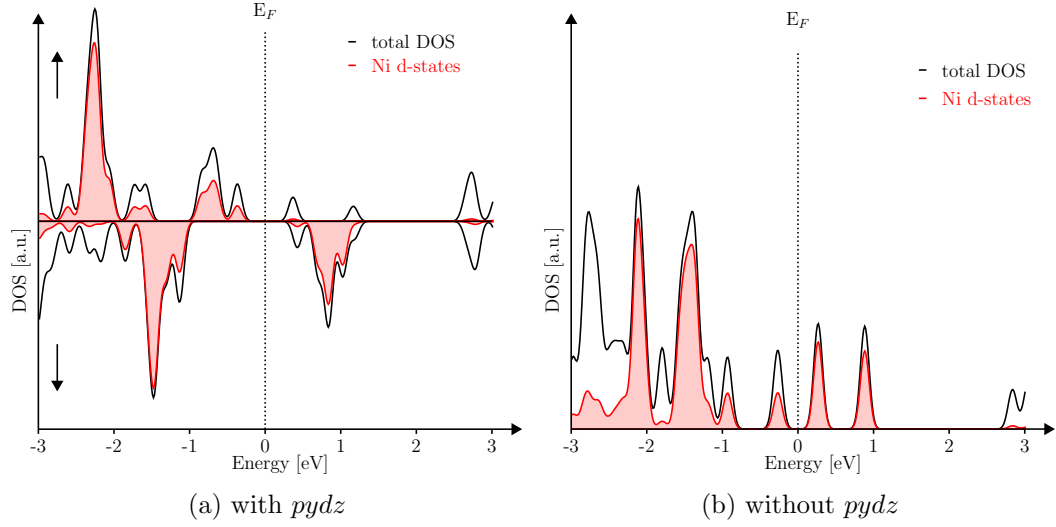 E_F
total DOS
Ni d-states
DOS [a.u.]
-3
-2
-1
0
1
2
3
Energy [eV]
(a) with pydz
E_F
total DOS
Ni d-states
DOS [a.u.]
-3
-2
-1
0
1
2
3
Energy [eV]
(b) without pydz